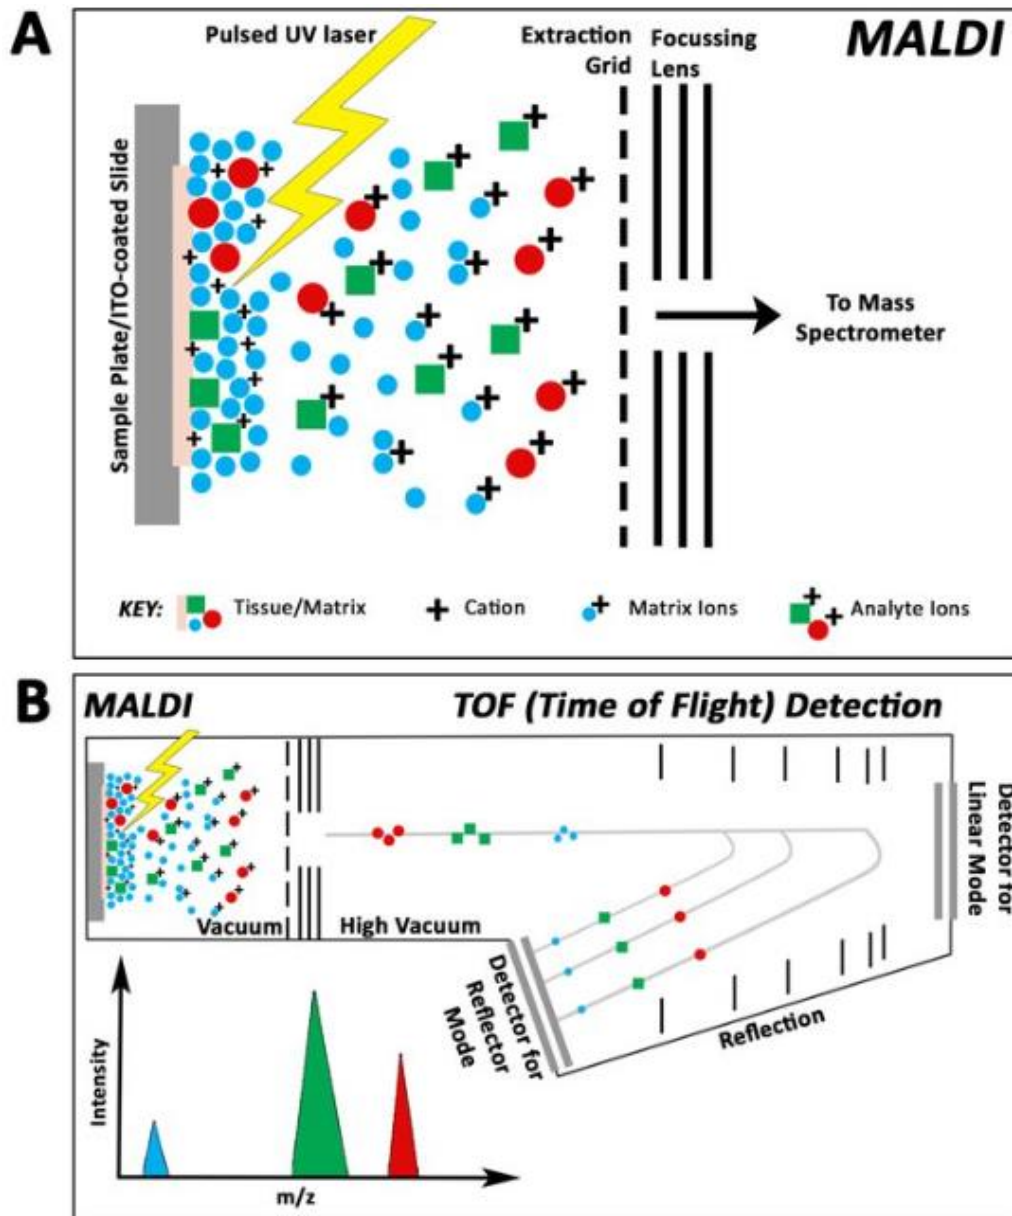 A
Pulsed UV laser
Extraction
Grid
Focussing
Lens
MALDI
Sample Plate/ITO-coated Slide
To Mass
Spectrometer
KEY:
Tissue/Matrix
Cation
Matrix Ions
Analyte Ions
B
MALDI
TOF (Time of Flight) Detection
Detector for
Linear Mode
Vacuum
High Vacuum
Detector for
Reflector
Mode
Reflection
Intensity
m/z